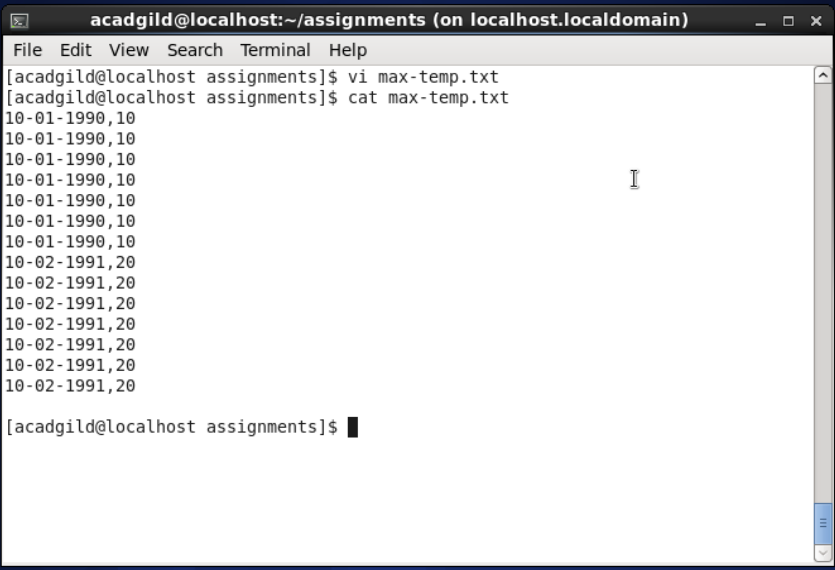 acadgild@localhost:~/assignments (on localhost.localdomain)
File Edit View Search Terminal Help
[acadgild@localhost assignments]$ vi max-temp.txt
[acadgild@localhost assignments]$ cat max-temp.txt
10-01-1990,10
10-01-1990,10
10-01-1990,10
10-01-1990,10
10-01-1990,10
10-01-1990,10
10-01-1990,10
10-02-1991,20
10-02-1991,20
10-02-1991,20
10-02-1991,20
10-02-1991,20
10-02-1991,20
10-02-1991,20
[acadgild@localhost assignments]$